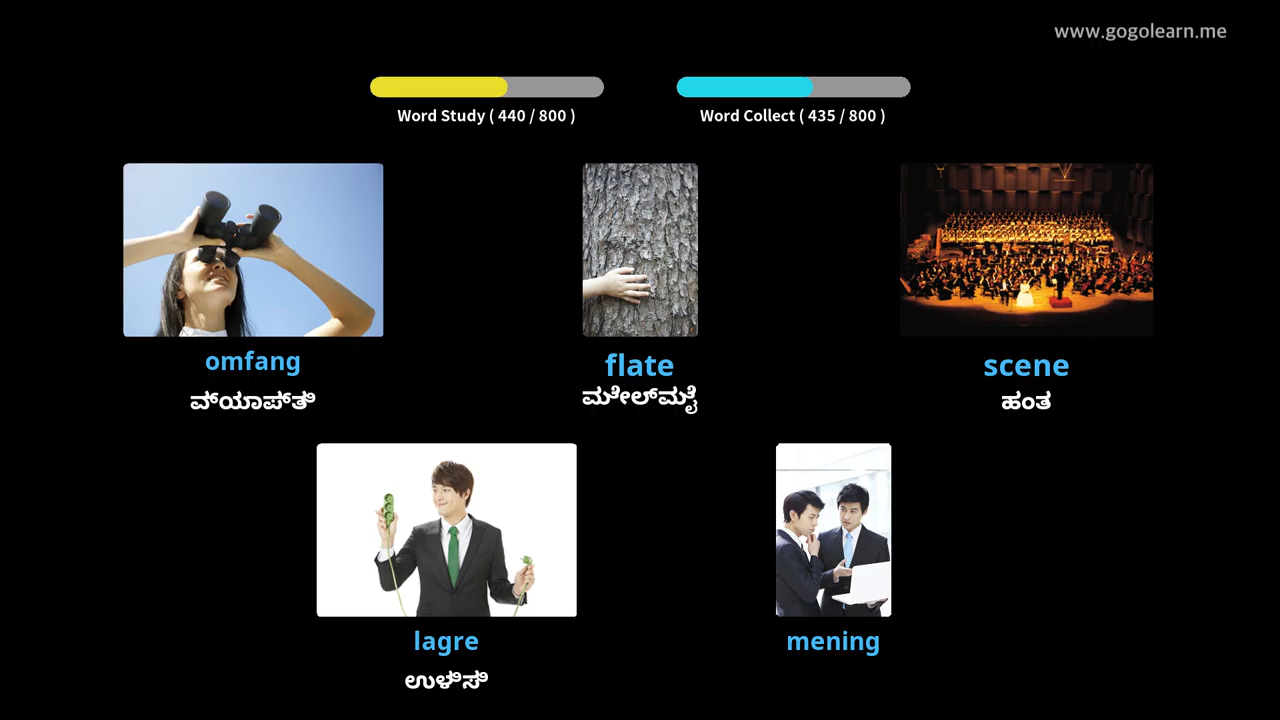 www.gogolearn.me
Word Study ( 440 / 800 )
Word Collect ( 435 / 800 )
omfang
flate
scene
ವ್ಯಾಪ್ತಿ
ಮೇಲ್ಮೈ
ಹಂತ
lagre
mening
ಉಳಿಸಿ